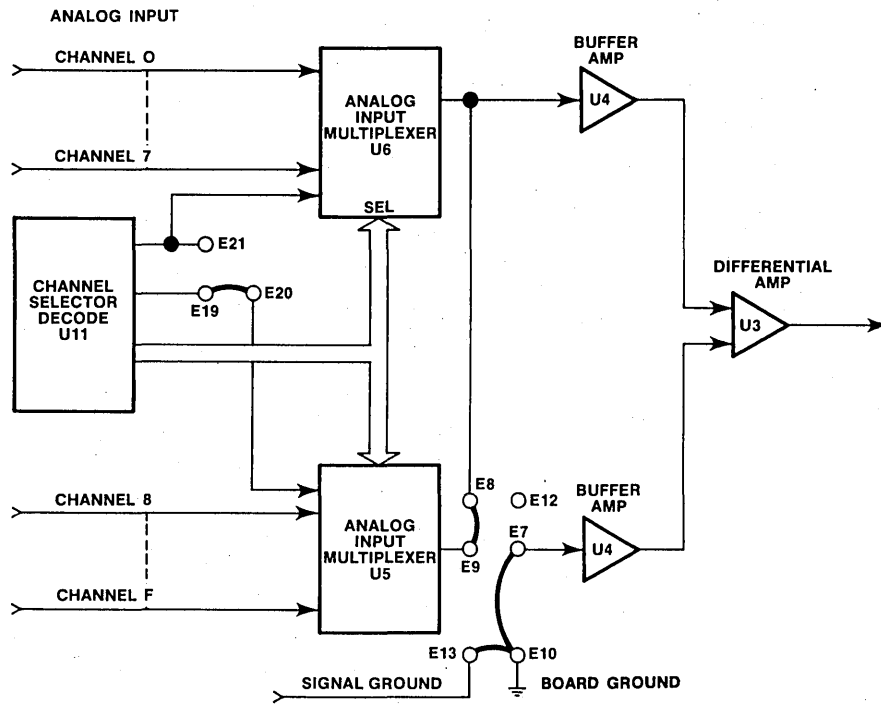 ANALOG INPUT
CHANNEL O
CHANNEL 7
ANALOG
INPUT
MULTIPLEXER
U6
SEL
BUFFER
AMP
U4
CHANNEL
SELECTOR
DECODE
U11
E21
E19
E20
DIFFERENTIAL
AMP
U3
CHANNEL 8
CHANNEL F
ANALOG
INPUT
MULTIPLEXER
U5
E8
E9
E12
E7
BUFFER
AMP
U4
E13
E10
SIGNAL GROUND
BOARD GROUND